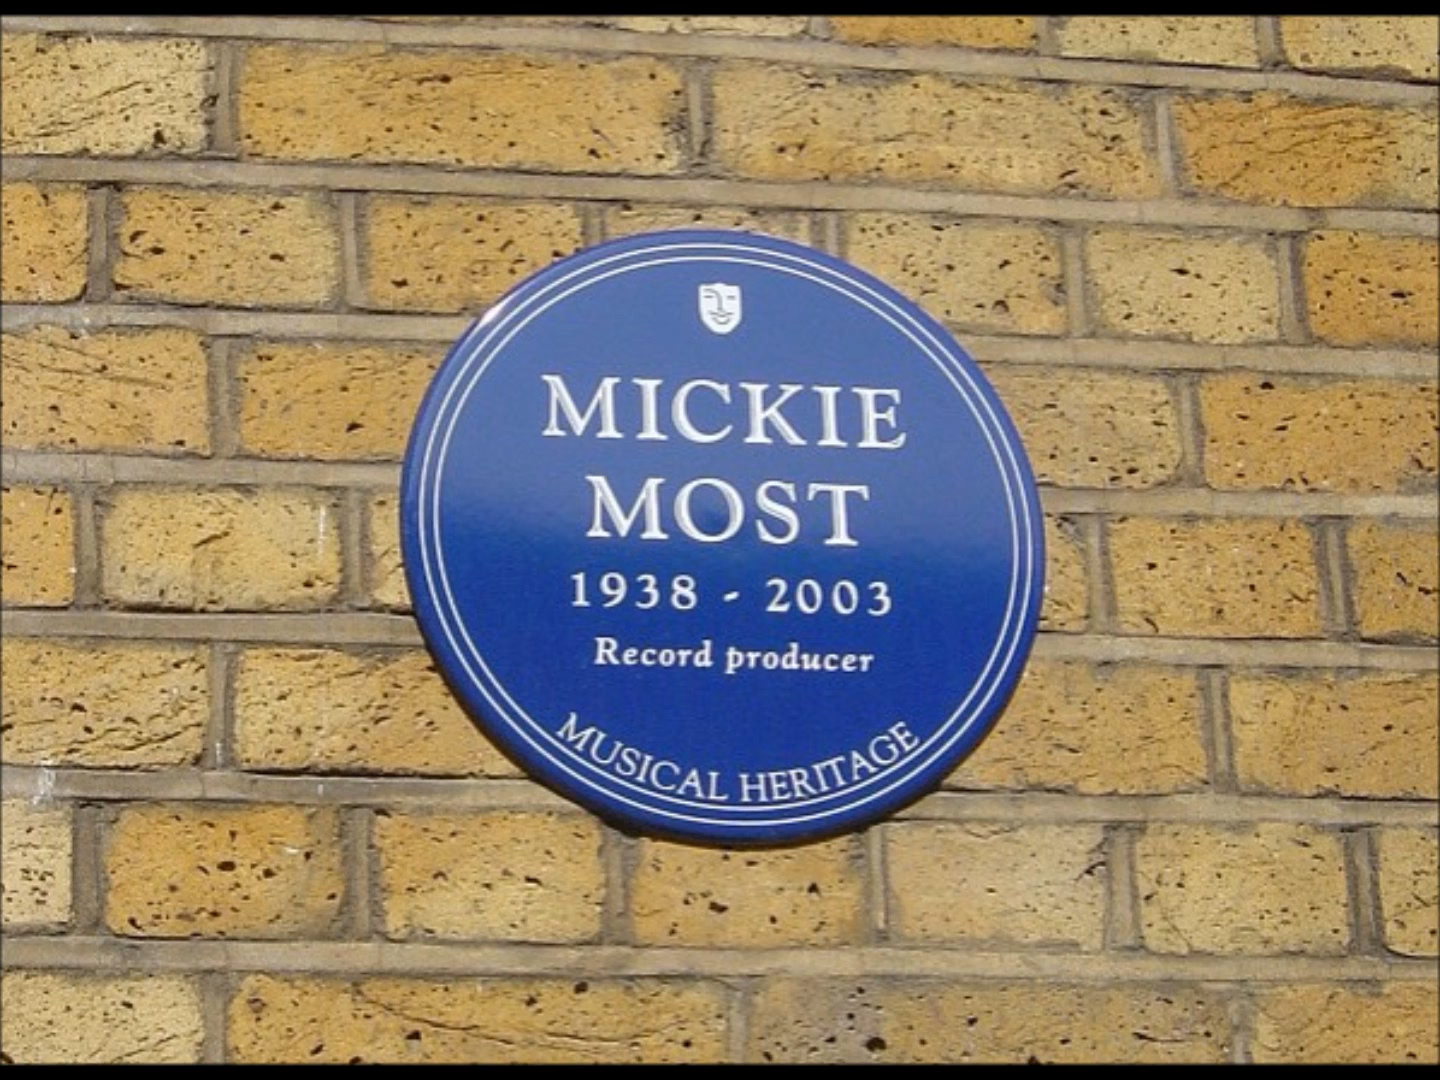 MICKIE
MOST
1938 - 2003
Record producer
MUSICAL HERITAGE